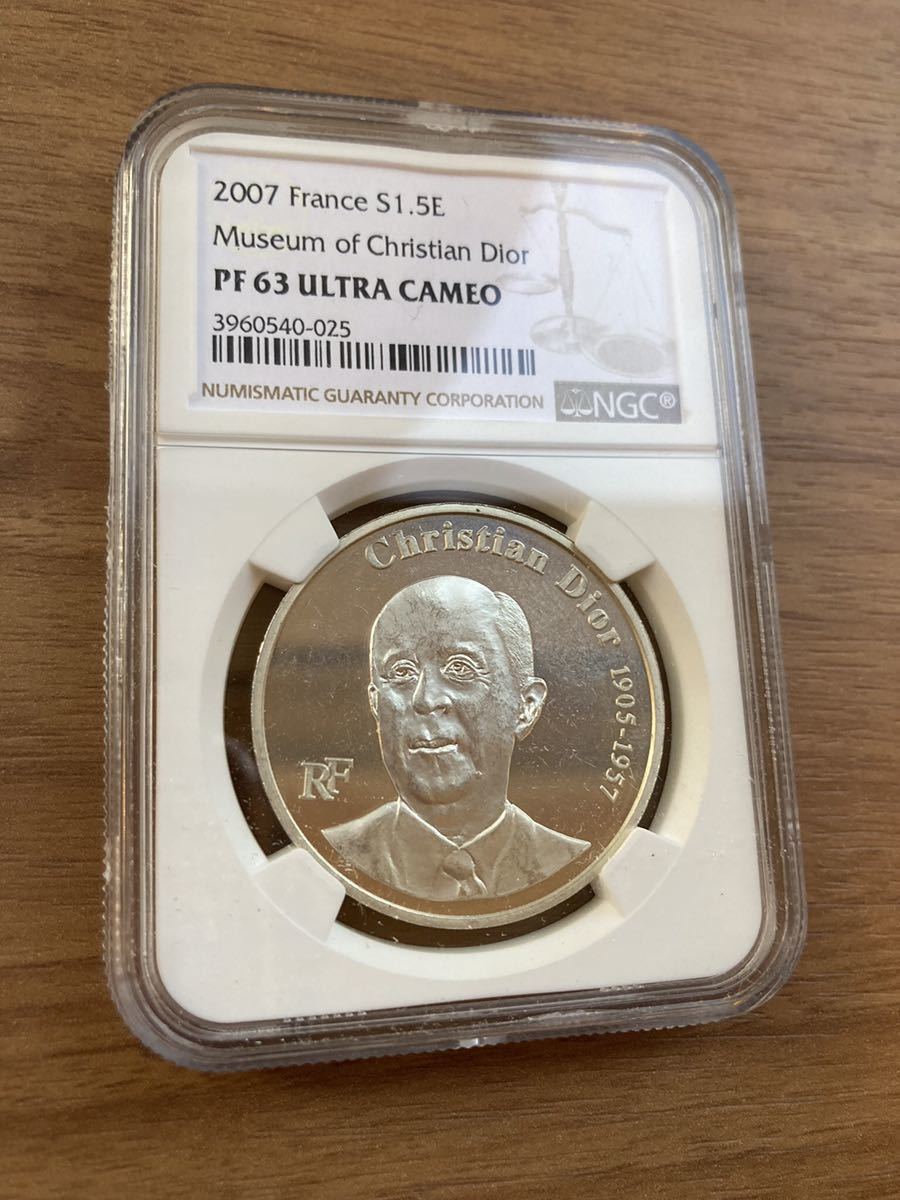 2007 France S1.5E
Museum of Christian Dior
PF 63 ULTRA CAMEO
3960540-025
NUMISMATIC GUARANTY CORPORATION
NGC®
Christian Dior 1905-1957
RF